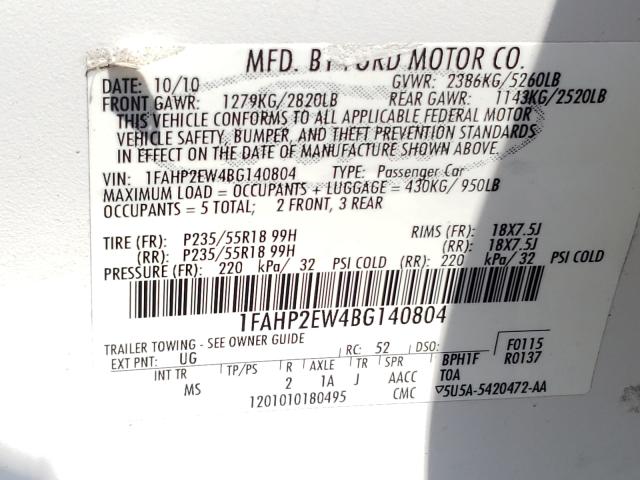 MFD. BY FORD MOTOR CO.
DATE: 10/10 GVWR: 2386KG/5260LB
FRONT GAWR: 1279KG/2820LB REAR GAWR: 1143KG/2520LB
THIS VEHICLE CONFORMS TO ALL APPLICABLE FEDERAL MOTOR
VEHICLE SAFETY, BUMPER, AND THEFT PREVENTION STANDARDS
IN EFFECT ON THE DATE OF MANUFACTURE SHOWN ABOVE.
VIN: 1FAHP2EW4BG140804 TYPE: Passenger Car
MAXIMUM LOAD = OCCUPANTS + LUGGAGE = 430KG/ 950LB
OCCUPANTS = 5 TOTAL; 2 FRONT, 3 REAR
TIRE (FR): P235/55R18 99H RIMS (FR): 18X7.5J
(RR): P235/55R18 99H (RR): 18X7.5J
PRESSURE (FR): 220 kPa/ 32 PSI COLD (RR): 220 kPa/ 32 PSI COLD
1FAHP2EW4BG140804
TRAILER TOWING - SEE OWNER GUIDE
EXT PNT: UG RC: 52 DSO: F0115
INT TR TP/PS R AXLE TR SPR BPH1F R0137
MS 2 1A J AACC T0A
1201010180495 CMC ▽5U5A-5420472-AA